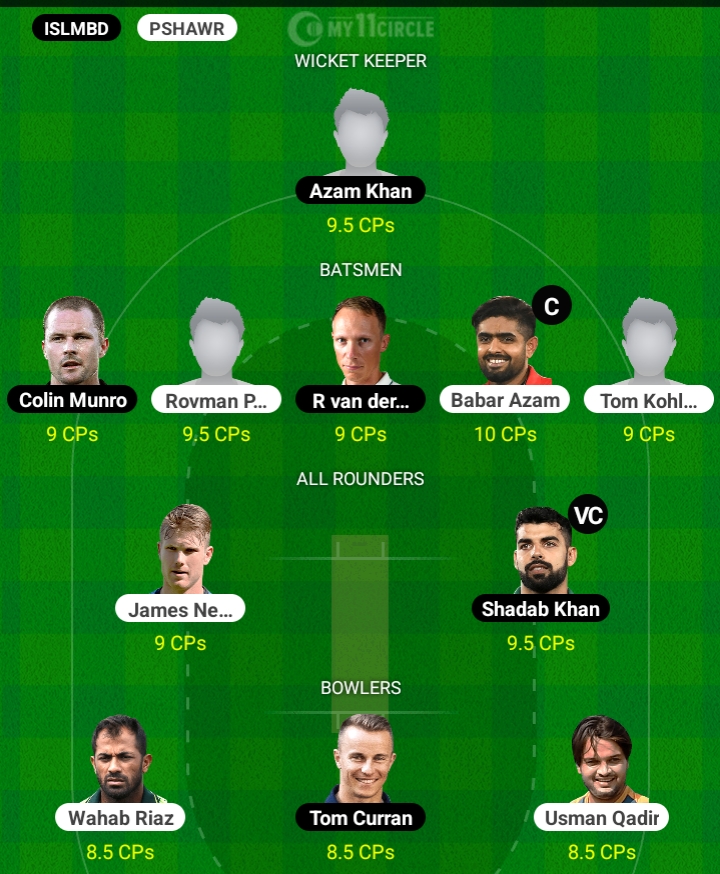 ISLMBD PSHAWR MY11CIRCLE
WICKET KEEPER
Azam Khan
9.5 CPs
BATSMEN
C
Colin Munro Rovman P... R van der... Babar Azam Tom Kohl...
9 CPs 9.5 CPs 9 CPs 10 CPs 9 CPs
ALL ROUNDERS
VC
James Ne... Shadab Khan
9 CPs 9.5 CPs
BOWLERS
Wahab Riaz Tom Curran Usman Qadir
8.5 CPs 8.5 CPs 8.5 CPs